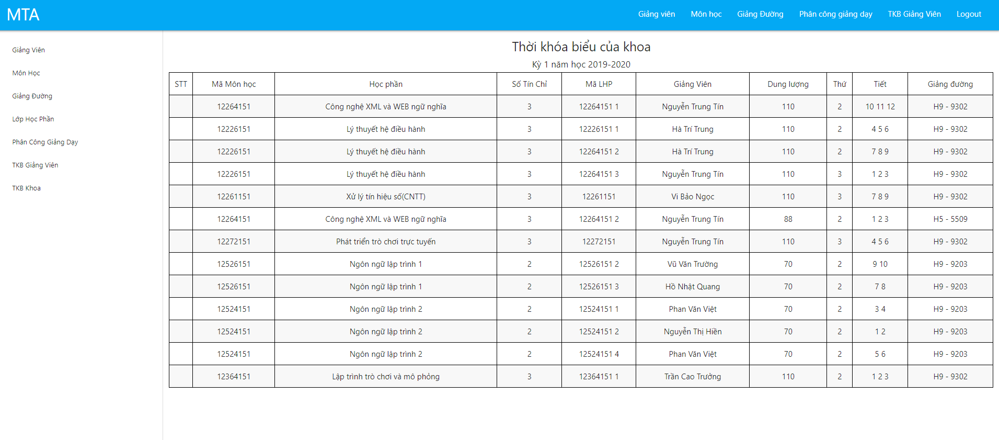 MTA Giảng viên Môn học Giảng Đường Phân công giảng dạy TKB Giảng Viên Logout
Giảng Viên
Môn Học
Giảng Đường
Lớp Học Phần
Phân Công Giảng Dạy
TKB Giảng Viên
TKB Khoa
Thời khóa biểu của khoa
Kỳ 1 năm học 2019-2020
STT Mã Môn học Học phần Số Tín Chỉ Mã LHP Giảng Viên Dung lượng Thứ Tiết Giảng đường
12264151 Công nghệ XML và WEB ngữ nghĩa 3 12264151 1 Nguyễn Trung Tín 110 2 10 11 12 H9 - 9302
12226151 Lý thuyết hệ điều hành 3 12226151 1 Hà Trí Trung 110 2 4 5 6 H9 - 9302
12226151 Lý thuyết hệ điều hành 3 12264151 2 Hà Trí Trung 110 2 7 8 9 H9 - 9302
12226151 Lý thuyết hệ điều hành 3 12264151 3 Nguyễn Trung Tín 110 3 1 2 3 H9 - 9302
12261151 Xử lý tín hiệu số(CNTT) 3 12261151 Vi Bảo Ngọc 110 3 7 8 9 H9 - 9302
12264151 Công nghệ XML và WEB ngữ nghĩa 3 12264151 2 Nguyễn Trung Tín 88 2 1 2 3 H5 - 5509
12272151 Phát triển trò chơi trực tuyến 3 12272151 Nguyễn Trung Tín 110 3 4 5 6 H9 - 9302
12526151 Ngôn ngữ lập trình 1 2 12526151 2 Vũ Văn Trường 70 2 9 10 H9 - 9203
12526151 Ngôn ngữ lập trình 1 2 12526151 3 Hồ Nhật Quang 70 2 7 8 H9 - 9203
12524151 Ngôn ngữ lập trình 2 2 12524151 1 Phan Văn Việt 70 2 3 4 H9 - 9203
12524151 Ngôn ngữ lập trình 2 2 12524151 2 Nguyễn Thị Hiền 70 2 1 2 H9 - 9203
12524151 Ngôn ngữ lập trình 2 2 12524151 4 Phan Văn Việt 70 2 5 6 H9 - 9203
12364151 Lập trình trò chơi và mô phỏng 3 12364151 1 Trần Cao Trưởng 110 2 1 2 3 H9 - 9302